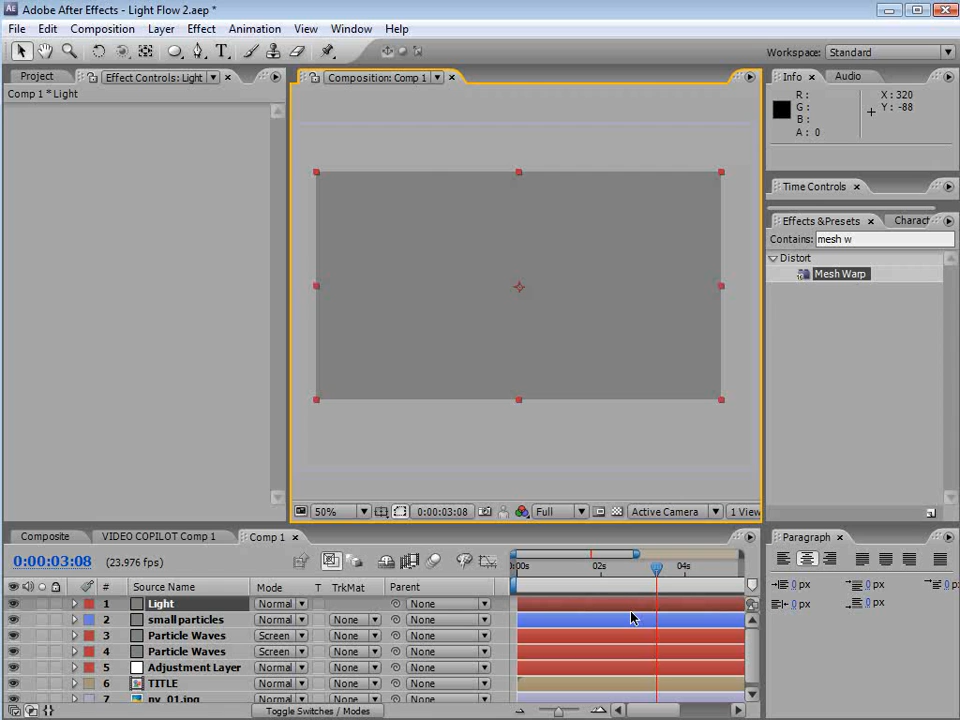 Adobe After Effects - Light Flow 2.aep *
File Edit Composition Layer Effect Animation View Window Help
Workspace: Standard
Project Effect Controls: Light
Composition: Comp 1
Info Audio
Comp 1 * Light
R :
G :
B :
A : 0
X : 320
Y : -88
Time Controls
Effects & Presets Charact
Contains: mesh w
Distort
Mesh Warp
50% 0:00:03:08 Full Active Camera 1 View
Composite VIDEO COPILOT Comp 1 Comp 1
Paragraph
0:00:03:08 (23.976 fps)
:00s 02s 04s
# Source Name Mode T TrkMat Parent
0 px 0 px 0 p
0 px 0 px
1 Light Normal None
2 small particles Normal None None
3 Particle Waves Screen None None
4 Particle Waves Screen None None
5 Adjustment Layer Normal None None
6 TITLE Normal None None
7 ny_01.jpg Normal None None
Toggle Switches / Modes